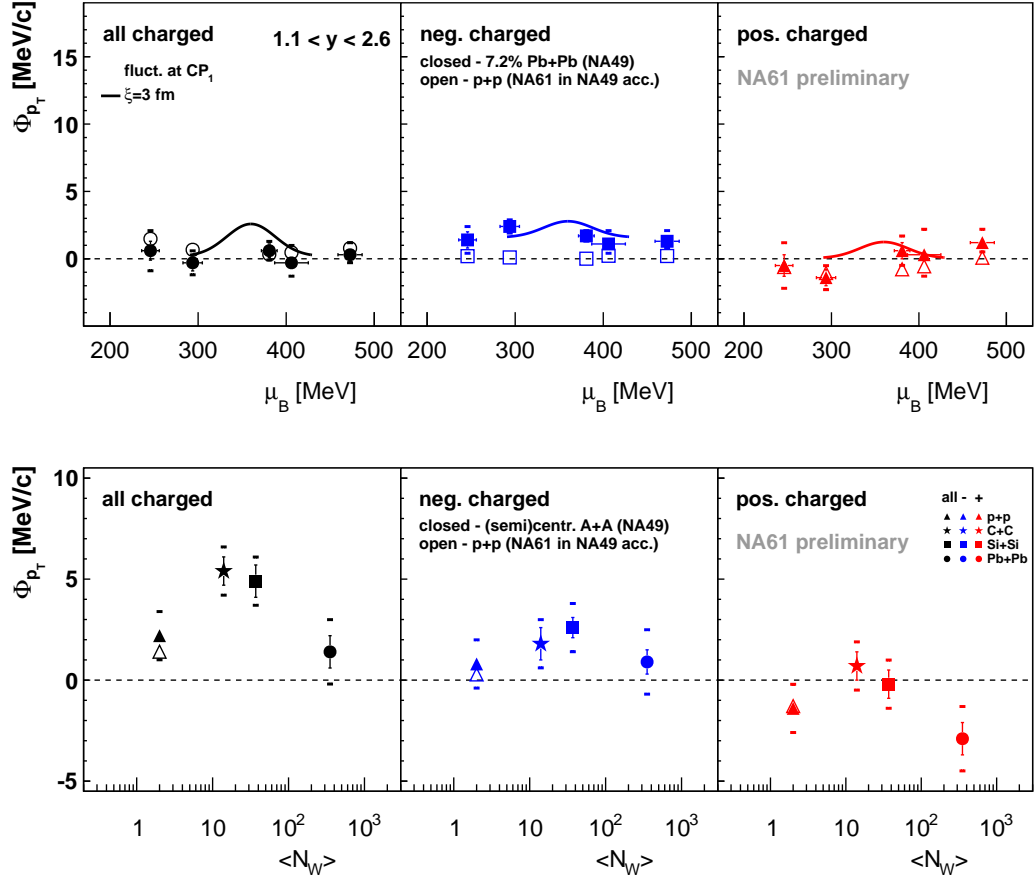 all charged
1.1 < y < 2.6
fluct. at CP1
ξ=3 fm
neg. charged
closed - 7.2% Pb+Pb (NA49)
open - p+p (NA61 in NA49 acc.)
pos. charged
NA61 preliminary
ΦpT [MeV/c]
15
10
5
0
200 300 400 500
200 300 400 500
200 300 400 500
μB [MeV]
μB [MeV]
μB [MeV]
all charged
neg. charged
closed - (semi)centr. A+A (NA49)
open - p+p (NA61 in NA49 acc.)
pos. charged
NA61 preliminary
all - +
p+p
C+C
Si+Si
Pb+Pb
ΦpT [MeV/c]
10
5
0
-5
1 10 10² 10³
1 10 10² 10³
1 10 10² 10³
<NW>
<NW>
<NW>